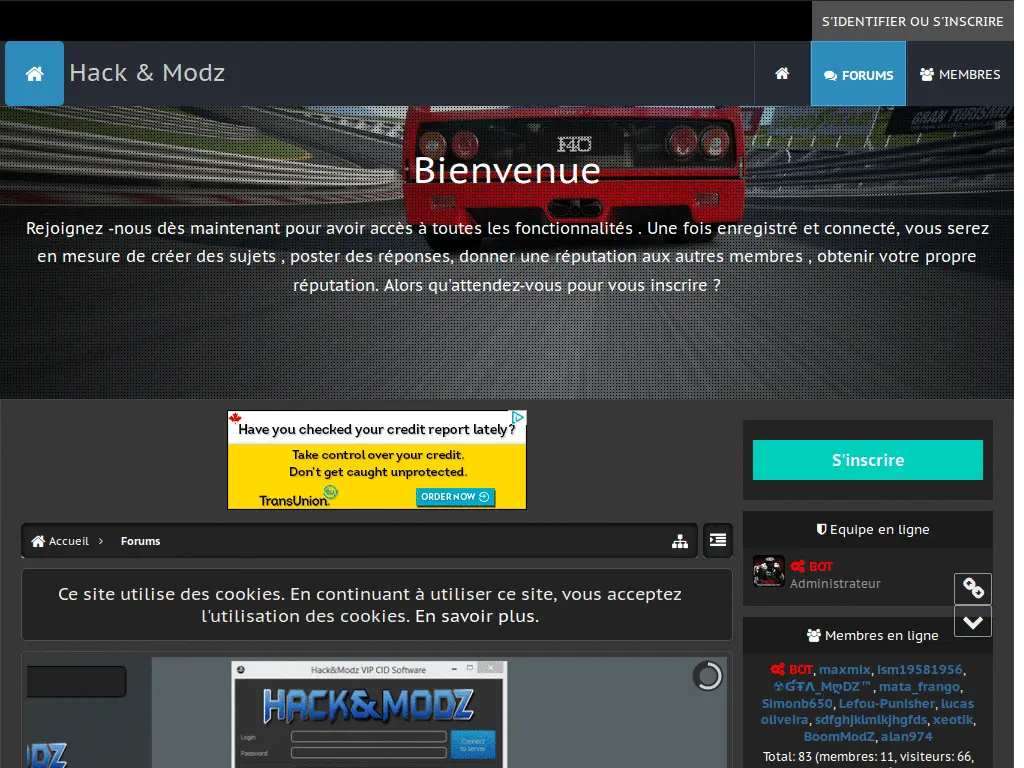 S'IDENTIFIER OU S'INSCRIRE
Hack & Modz
FORUMS
MEMBRES
GRAN TURISMO
F40
Bienvenue
Rejoignez -nous dès maintenant pour avoir accès à toutes les fonctionnalités . Une fois enregistré et connecté, vous serez
en mesure de créer des sujets , poster des réponses, donner une réputation aux autres membres , obtenir votre propre
réputation. Alors qu'attendez-vous pour vous inscrire ?
Have you checked your credit report lately?
Take control over your credit.
Don't get caught unprotected.
TransUnion.
ORDER NOW
S'inscrire
Equipe en ligne
BOT
Administrateur
Accueil
Forums
Ce site utilise des cookies. En continuant à utiliser ce site, vous acceptez
l'utilisation des cookies. En savoir plus.
Membres en ligne
BOT, maxmlx, ism19581956,
mata_frango,
Simonb650, Lefou-Punisher, lucas
oliveira, sdfghjklmlkjhgfds, xeotik,
BoomModZ, alan974
Total: 83 (membres: 11, visiteurs: 66,
Hack&Modz VIP CID Software
HACK&MODZ
Login
Password
Connect
to server
DZ